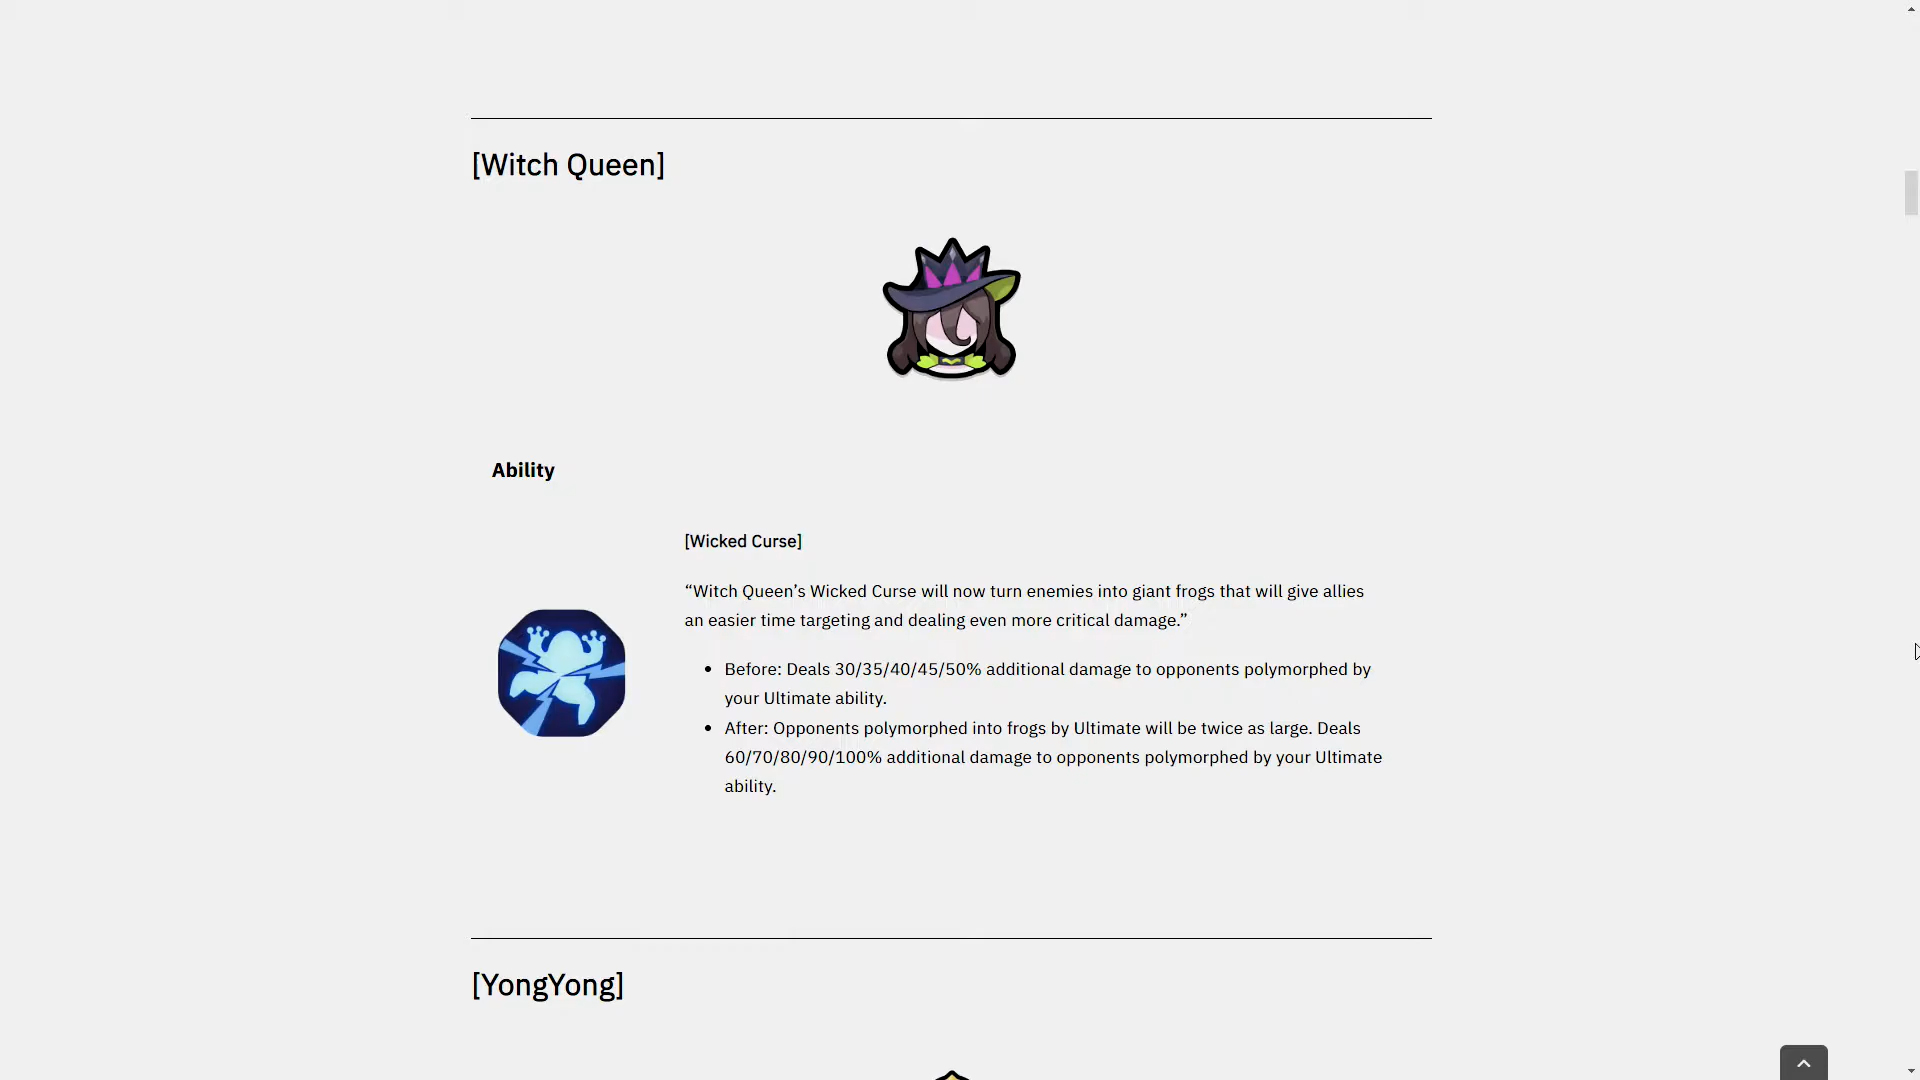 [Witch Queen]
Ability
[Wicked Curse]
“Witch Queen’s Wicked Curse will now turn enemies into giant frogs that will give allies
an easier time targeting and dealing even more critical damage.”
• Before: Deals 30/35/40/45/50% additional damage to opponents polymorphed by
your Ultimate ability.
• After: Opponents polymorphed into frogs by Ultimate will be twice as large. Deals
60/70/80/90/100% additional damage to opponents polymorphed by your Ultimate
ability.
[YongYong]